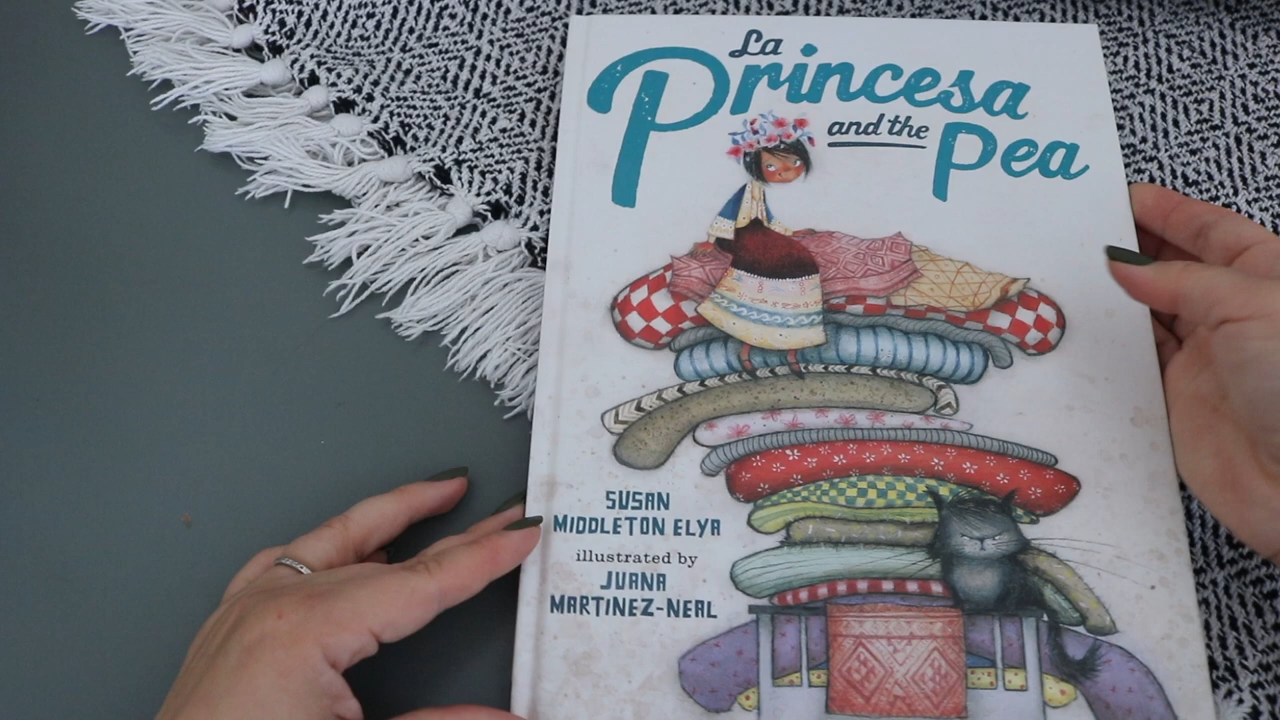 La
Princesa
and the
Pea
SUSAN
MIDDLETON ELYA
illustrated by
JUANA
MARTINEZ-NEAL